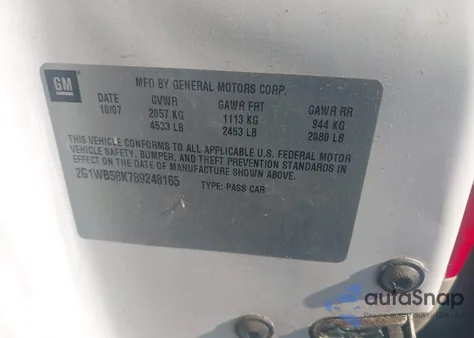 GM
MFD BY GENERAL MOTORS CORP.
DATE GVWR GAWR FRT GAWR RR
10/07 2057 KG 1113 KG 944 KG
4533 LB 2453 LB 2080 LB
THIS VEHICLE CONFORMS TO ALL APPLICABLE U.S. FEDERAL MOTOR
VEHICLE SAFETY, BUMPER, AND THEFT PREVENTION STANDARDS IN
EFFECT ON THE DATE OF MANUFACTURE SHOWN ABOVE.
2G1WB58K789248165 TYPE: PASS CAR
autoSnap